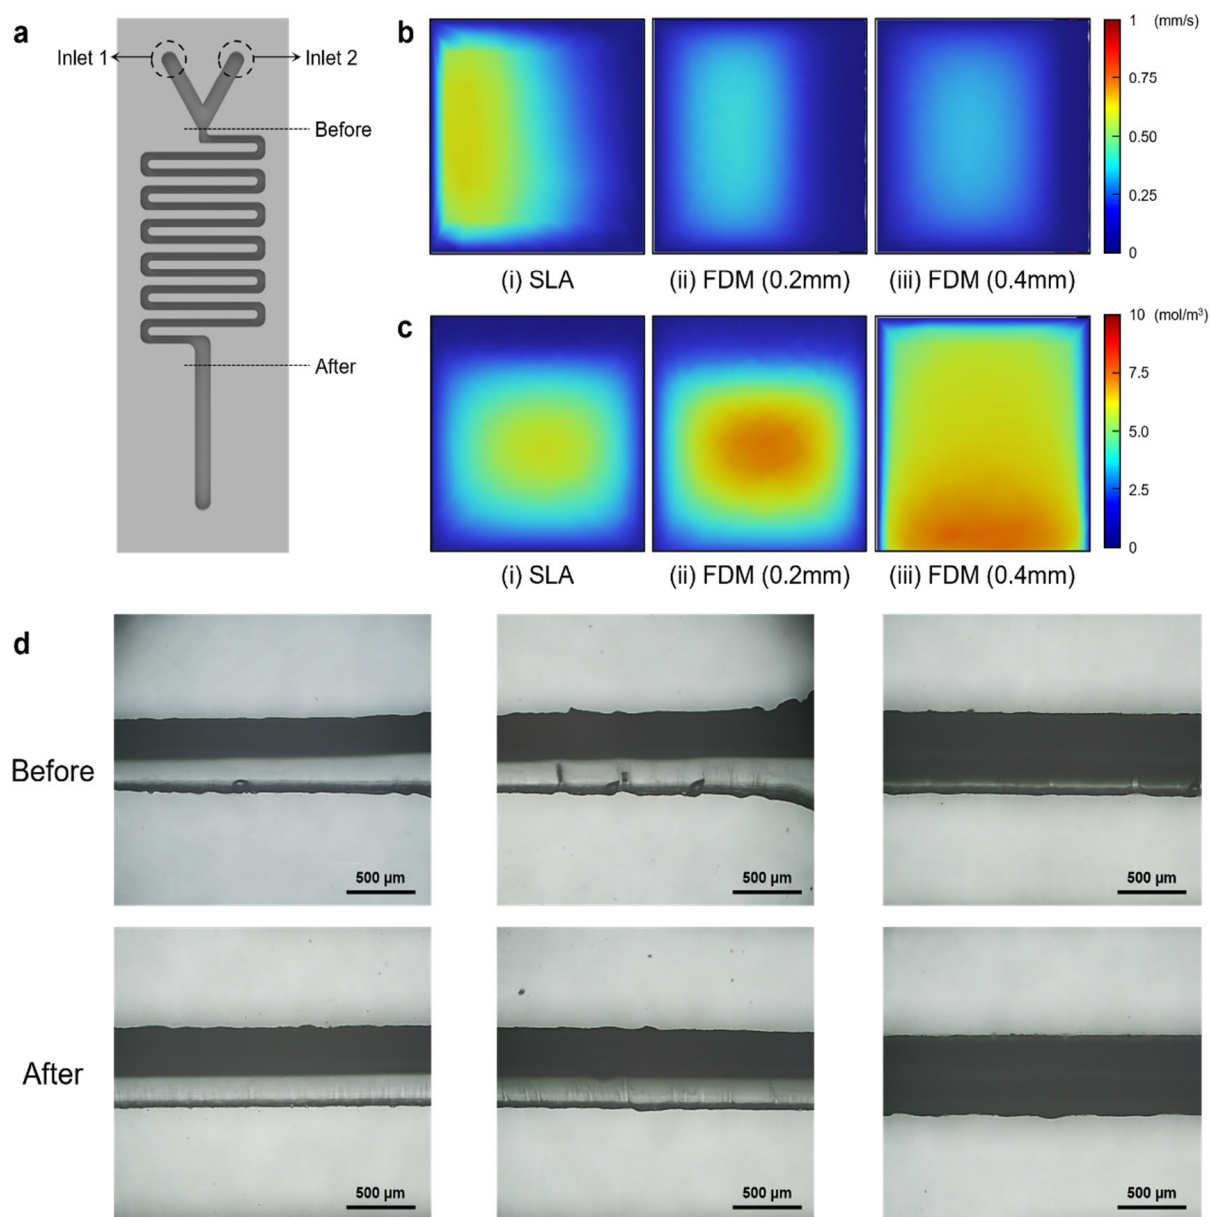 a
Inlet 1
Inlet 2
Before
After
b
1 (mm/s)
0.75
0.50
0.25
0
(i) SLA
(ii) FDM (0.2mm)
(iii) FDM (0.4mm)
c
10 (mol/m³)
7.5
5.0
2.5
0
(i) SLA
(ii) FDM (0.2mm)
(iii) FDM (0.4mm)
d
Before
500 µm
500 µm
500 µm
After
500 µm
500 µm
500 µm